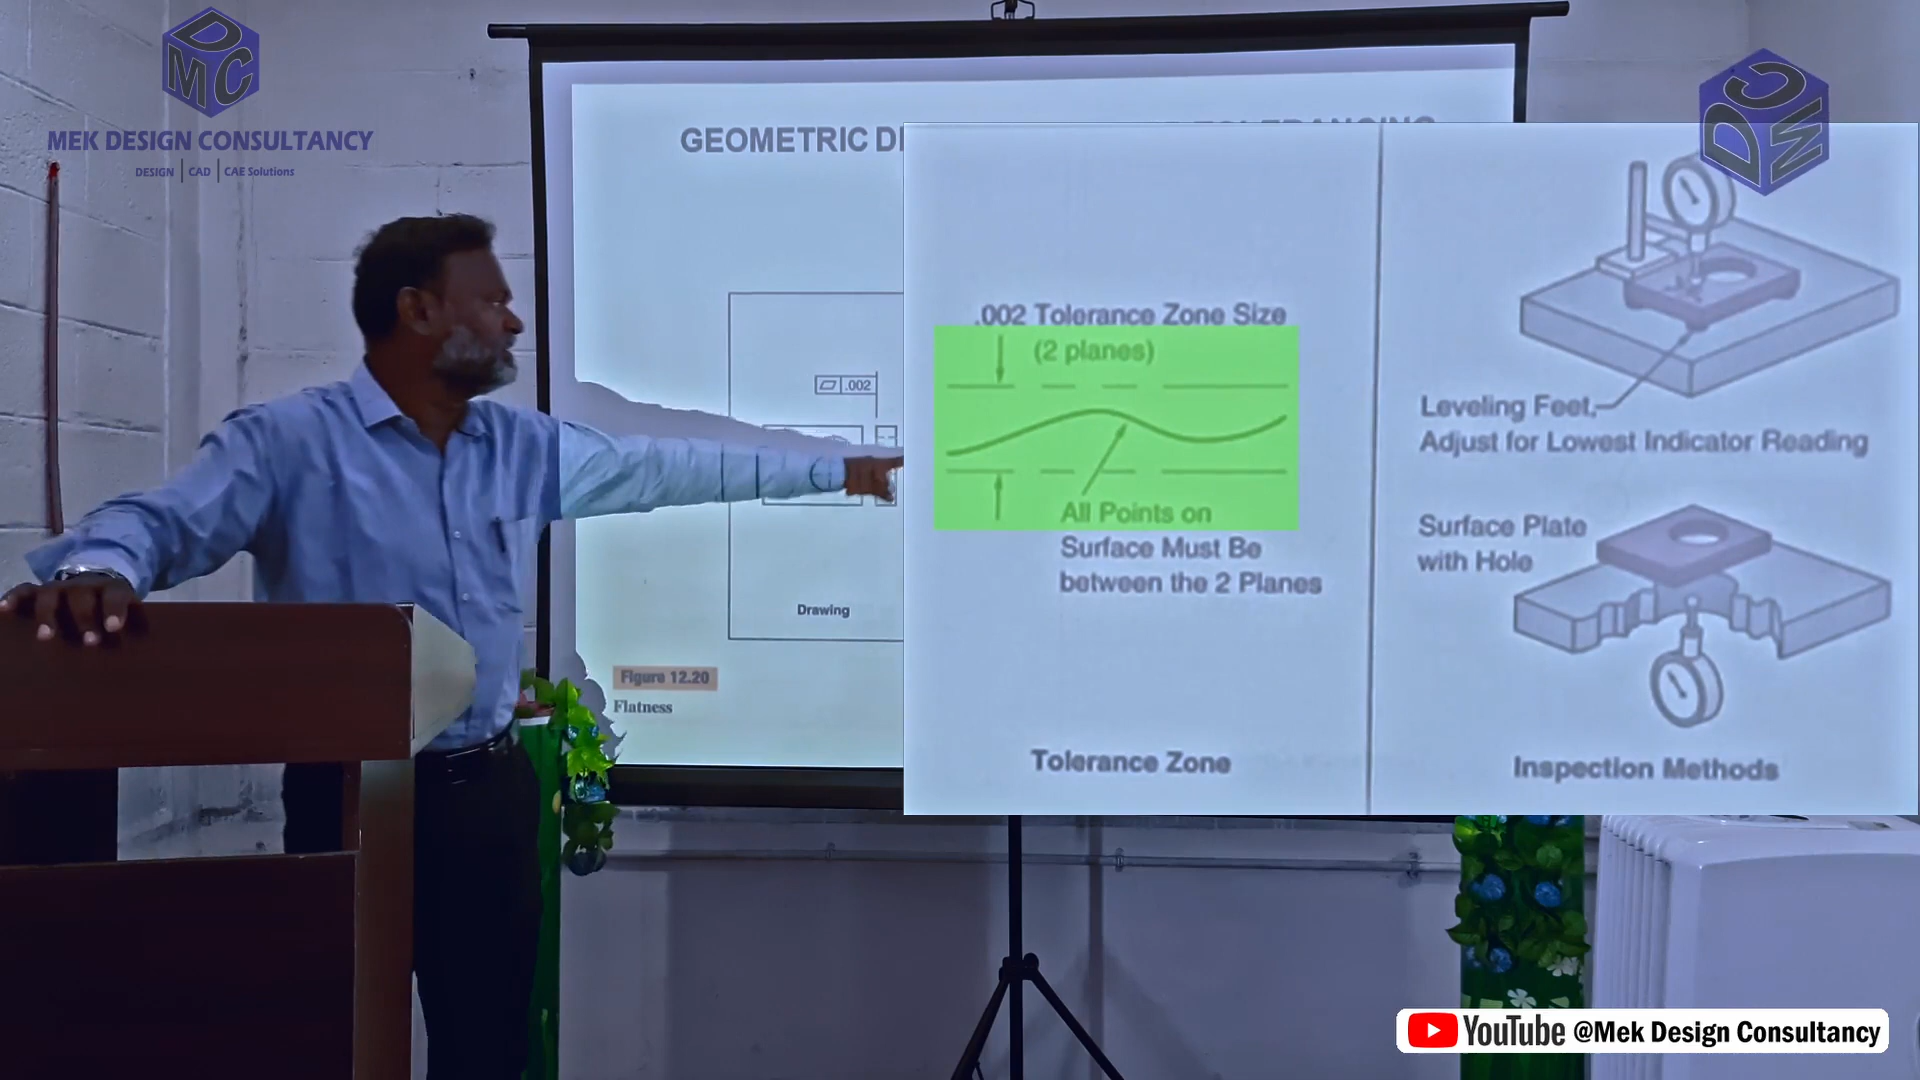 DMC
MEK DESIGN CONSULTANCY
DESIGN | CAD | CAE Solutions
DMC
GEOMETRIC
.002 Tolerance Zone Size
(2 planes)
.002
All Points on
Surface Must Be
between the 2 Planes
Drawing
Figure 12.20
Flatness
Tolerance Zone
Leveling Feet,
Adjust for Lowest Indicator Reading
Surface Plate
with Hole
Inspection Methods
YouTube @Mek Design Consultancy